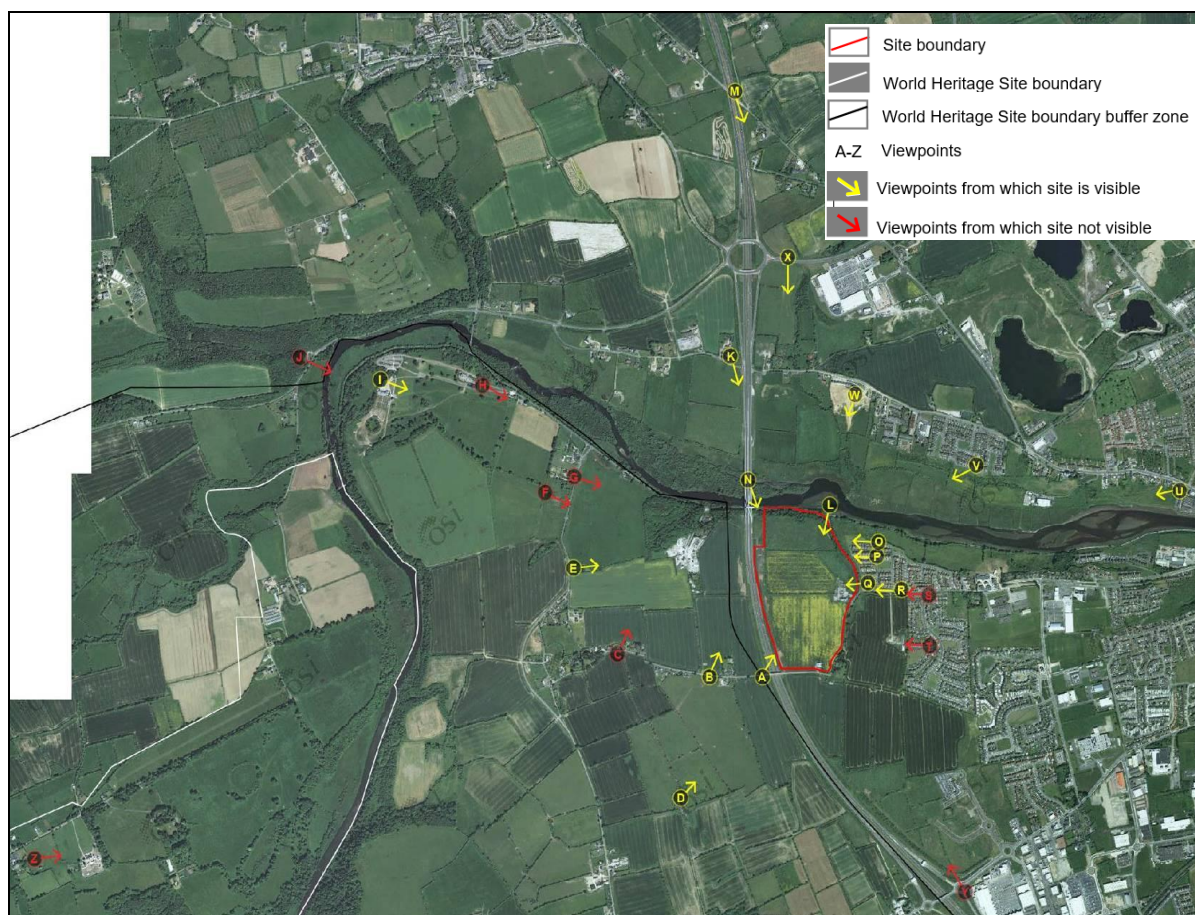 Site boundary
World Heritage Site boundary
World Heritage Site boundary buffer zone
A-Z Viewpoints
Viewpoints from which site is visible
Viewpoints from which site not visible
M
X
J
K
I
H
W
V
G
F
N
U
L
O
E
P
Q
R
S
T
C
B
A
D
Z
Y
osi
osi
osi